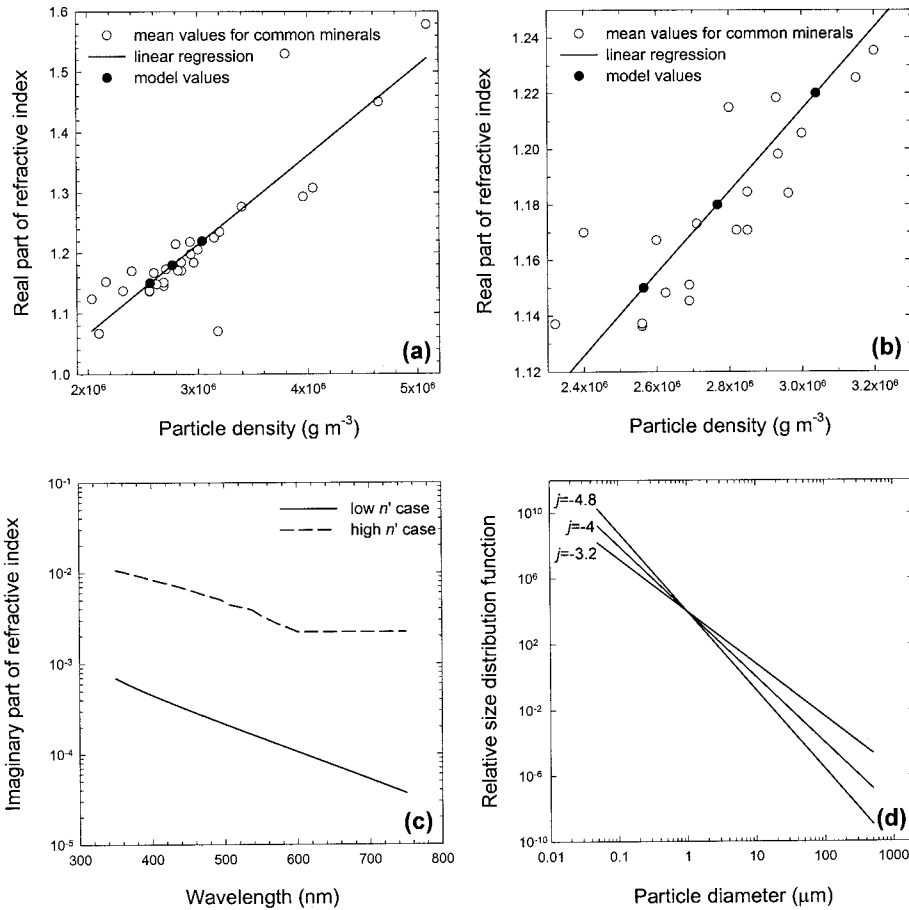 mean values for common minerals
linear regression
model values
Real part of refractive index
1.6
1.5
1.4
1.3
1.2
1.1
1.0
2x10⁶
3x10⁶
4x10⁶
5x10⁶
(a)
Particle density (g m⁻³)
mean values for common minerals
linear regression
model values
Real part of refractive index
1.24
1.22
1.20
1.18
1.16
1.14
1.12
2.4x10⁶
2.6x10⁶
2.8x10⁶
3.0x10⁶
3.2x10⁶
(b)
Particle density (g m⁻³)
low n' case
high n' case
Imaginary part of refractive index
10⁻¹
10⁻²
10⁻³
10⁻⁴
10⁻⁵
300
400
500
600
700
800
(c)
Wavelength (nm)
j=-4.8
j=-4
j=-3.2
Relative size distribution function
10¹⁰
10⁶
10²
10⁻²
10⁻⁶
10⁻¹⁰
0.01
0.1
1
10
100
1000
(d)
Particle diameter (μm)